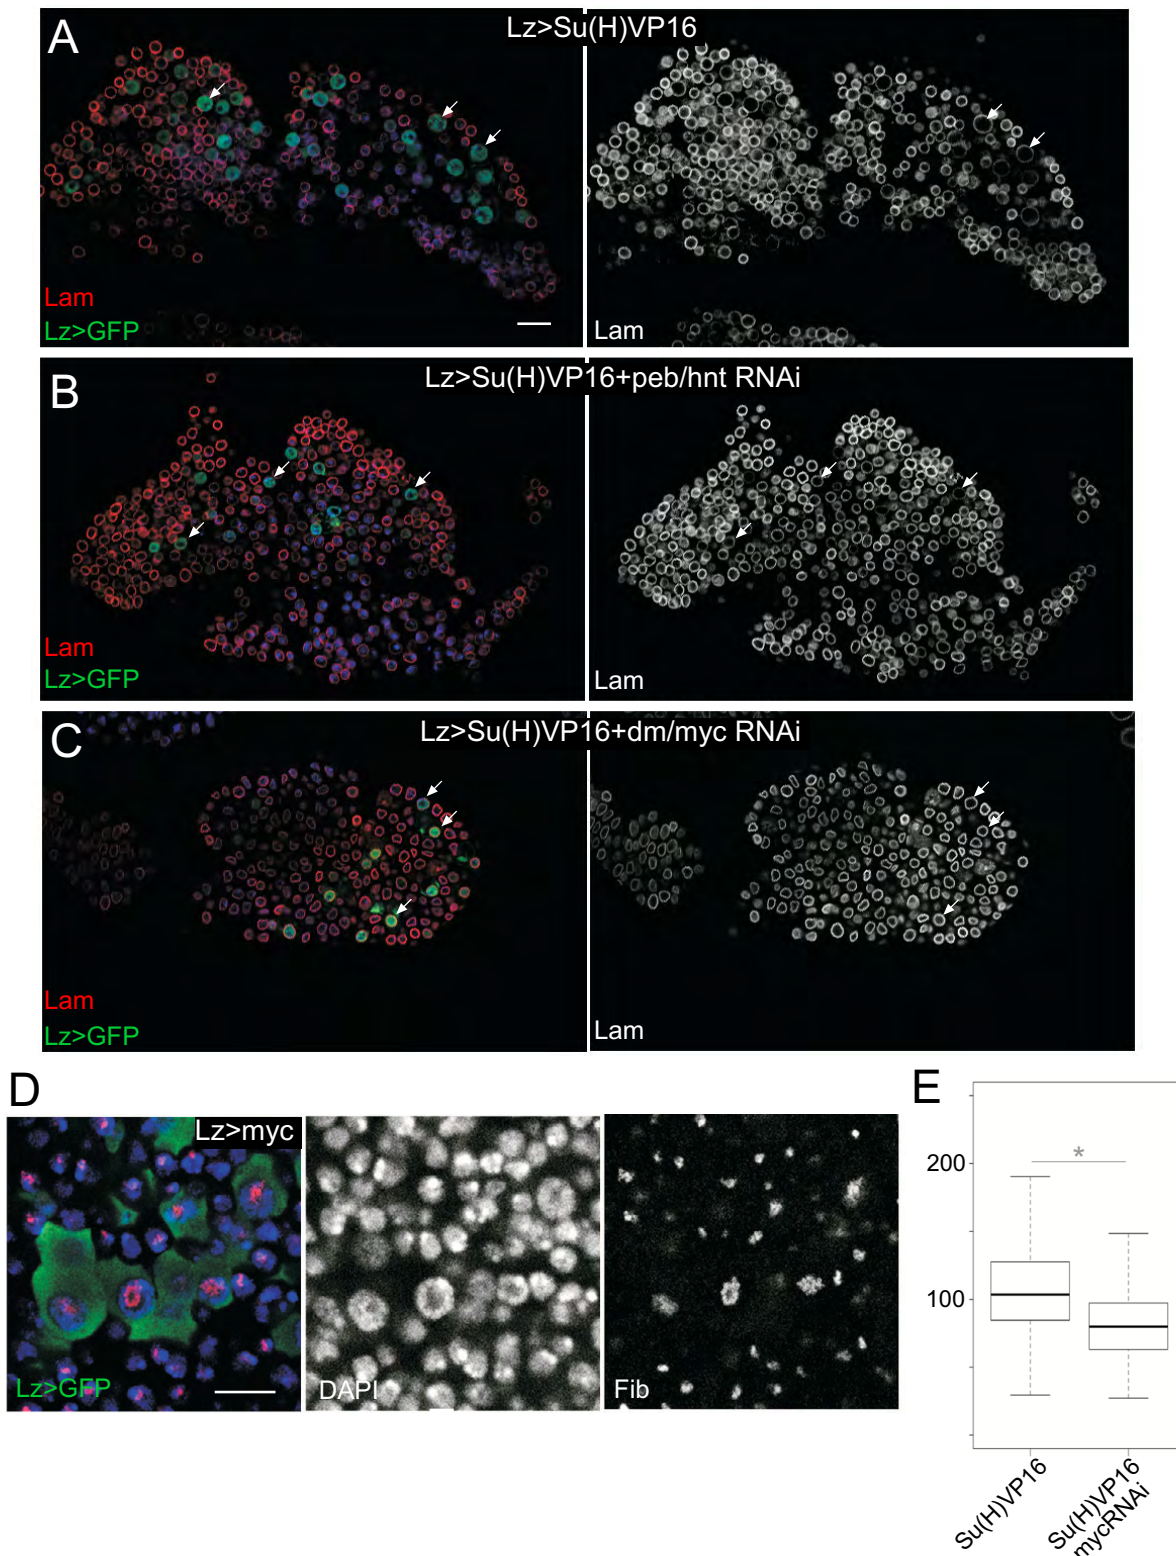 A
Lz>Su(H)VP16
Lam
Lz>GFP
Lam
B
Lz>Su(H)VP16+peb/hnt RNAi
Lam
Lz>GFP
Lam
C
Lz>Su(H)VP16+dm/myc RNAi
Lam
Lz>GFP
Lam
D
Lz>myc
Lz>GFP
DAPI
Fib
E
*
200
100
Su(H)VP16
Su(H)VP16
mycRNAi